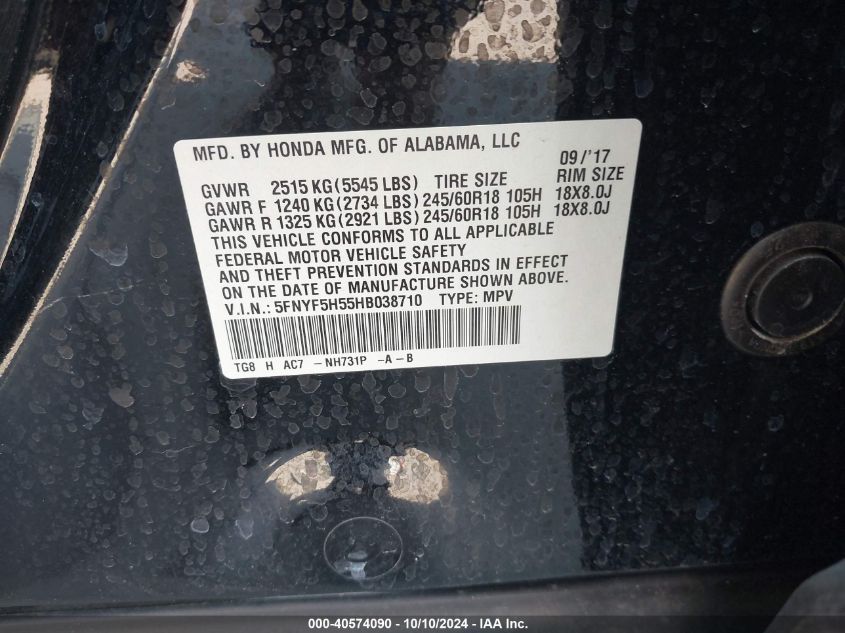 MFD. BY HONDA MFG. OF ALABAMA, LLC
09/'17
GVWR 2515 KG(5545 LBS) TIRE SIZE RIM SIZE
GAWR F 1240 KG(2734 LBS) 245/60R18 105H 18X8.0J
GAWR R 1325 KG(2921 LBS) 245/60R18 105H 18X8.0J
THIS VEHICLE CONFORMS TO ALL APPLICABLE
FEDERAL MOTOR VEHICLE SAFETY
AND THEFT PREVENTION STANDARDS IN EFFECT
ON THE DATE OF MANUFACTURE SHOWN ABOVE.
V.I.N.: 5FNYF5H55HB038710 TYPE: MPV
TG8 H AC7 -NH731P -A-B
000-40574090 - 10/10/2024 - IAA Inc.